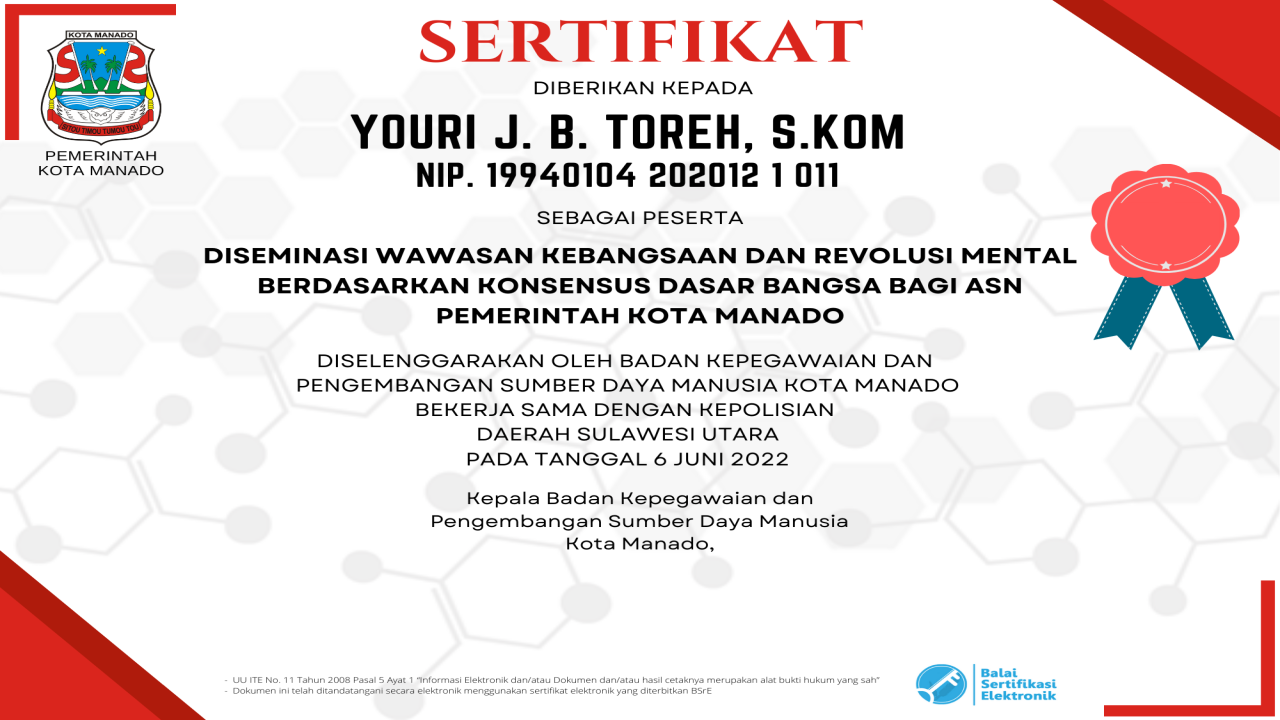 KOTA MANADO
SI TOU TIMOU TUMOU TOU
PEMERINTAH
KOTA MANADO
SERTIFIKAT
DIBERIKAN KEPADA
YOURI J. B. TOREH, S.KOM
NIP. 19940104 202012 1 011
SEBAGAI PESERTA
DISEMINASI WAWASAN KEBANGSAAN DAN REVOLUSI MENTAL
BERDASARKAN KONSENSUS DASAR BANGSA BAGI ASN
PEMERINTAH KOTA MANADO
DISELENGGARAKAN OLEH BADAN KEPEGAWAIAN DAN
PENGEMBANGAN SUMBER DAYA MANUSIA KOTA MANADO
BEKERJA SAMA DENGAN KEPOLISIAN
DAERAH SULAWESI UTARA
PADA TANGGAL 6 JUNI 2022
Kepala Badan Kepegawaian dan
Pengembangan Sumber Daya Manusia
Kota Manado,
- UU ITE No. 11 Tahun 2008 Pasal 5 Ayat 1 "Informasi Elektronik dan/atau Dokumen dan/atau hasil cetaknya merupakan alat bukti hukum yang sah"
- Dokumen ini telah ditandatangani secara elektronik menggunakan sertifikat elektronik yang diterbitkan BSrE
Balai
Sertifikasi
Elektronik